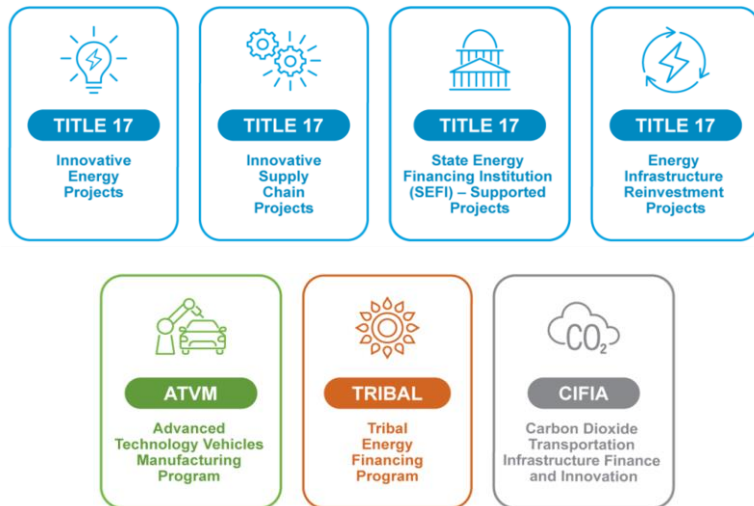 TITLE 17
Innovative
Energy
Projects
TITLE 17
Innovative
Supply
Chain
Projects
TITLE 17
State Energy
Financing Institution
(SEFI) – Supported
Projects
TITLE 17
Energy
Infrastructure
Reinvestment
Projects
ATVM
Advanced
Technology Vehicles
Manufacturing
Program
TRIBAL
Tribal
Energy
Financing
Program
CO₂
CIFIA
Carbon Dioxide
Transportation
Infrastructure Finance
and Innovation